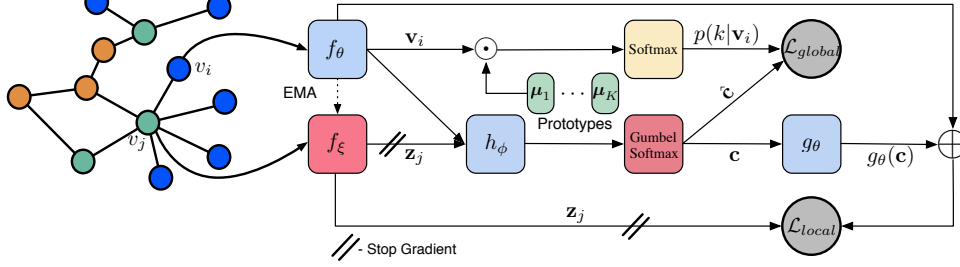 v_i
v_j
f_θ
EMA
f_ξ
v_i
z_j
h_ϕ
μ_1 ··· μ_K
Prototypes
Softmax
p(k|v_i)
L_global
Gumbel
Softmax
c
c
g_θ
g_θ(c)
z_j
L_local
- Stop Gradient